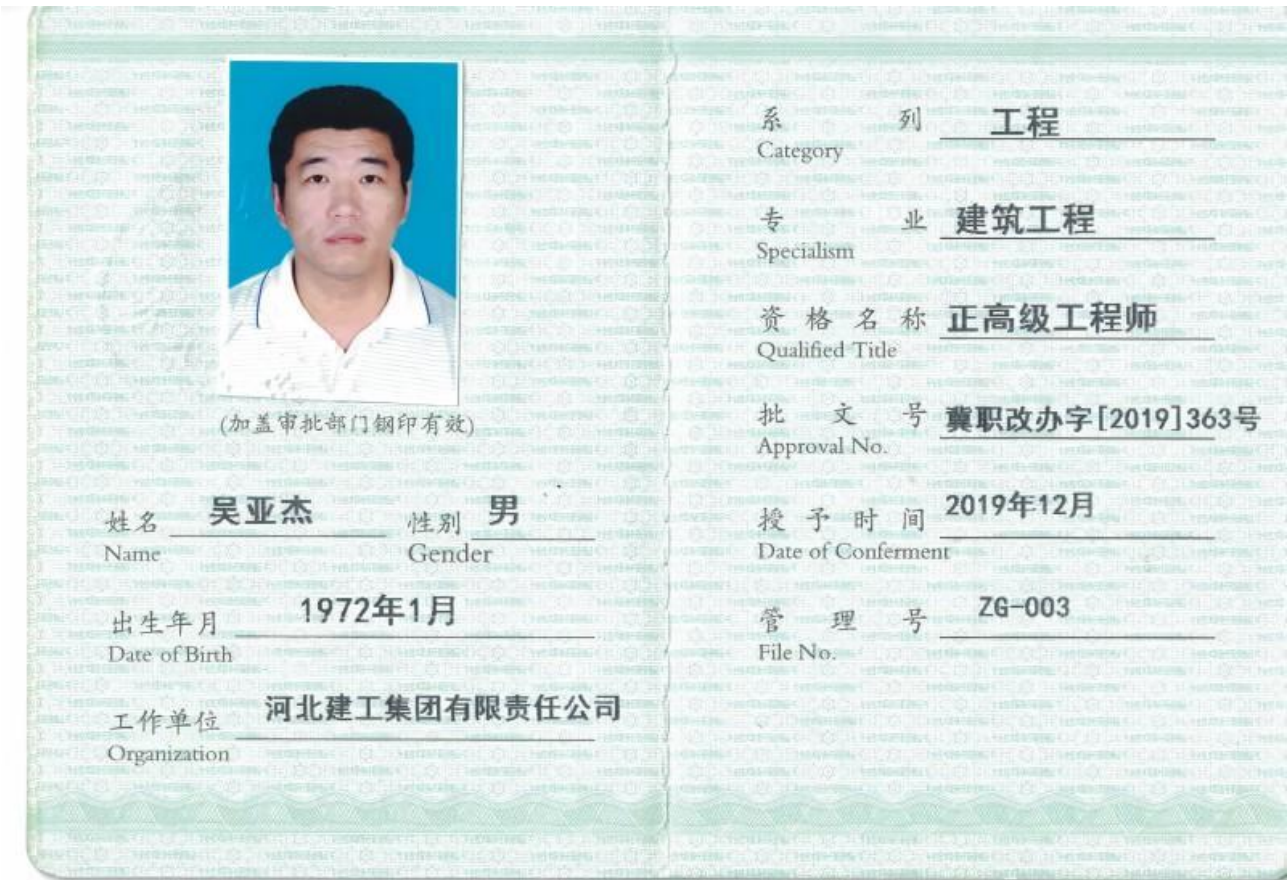 (加盖审批部门钢印有效)
姓名 吴亚杰 性别 男
Name Gender
出生年月 1972年1月
Date of Birth
工作单位 河北建工集团有限责任公司
Organization
系列 工程
Category
专业 建筑工程
Specialism
资格名称 正高级工程师
Qualified Title
批文号 冀职改办字[2019]363号
Approval No.
授予时间 2019年12月
Date of Conferment
管理号 ZG-003
File No.